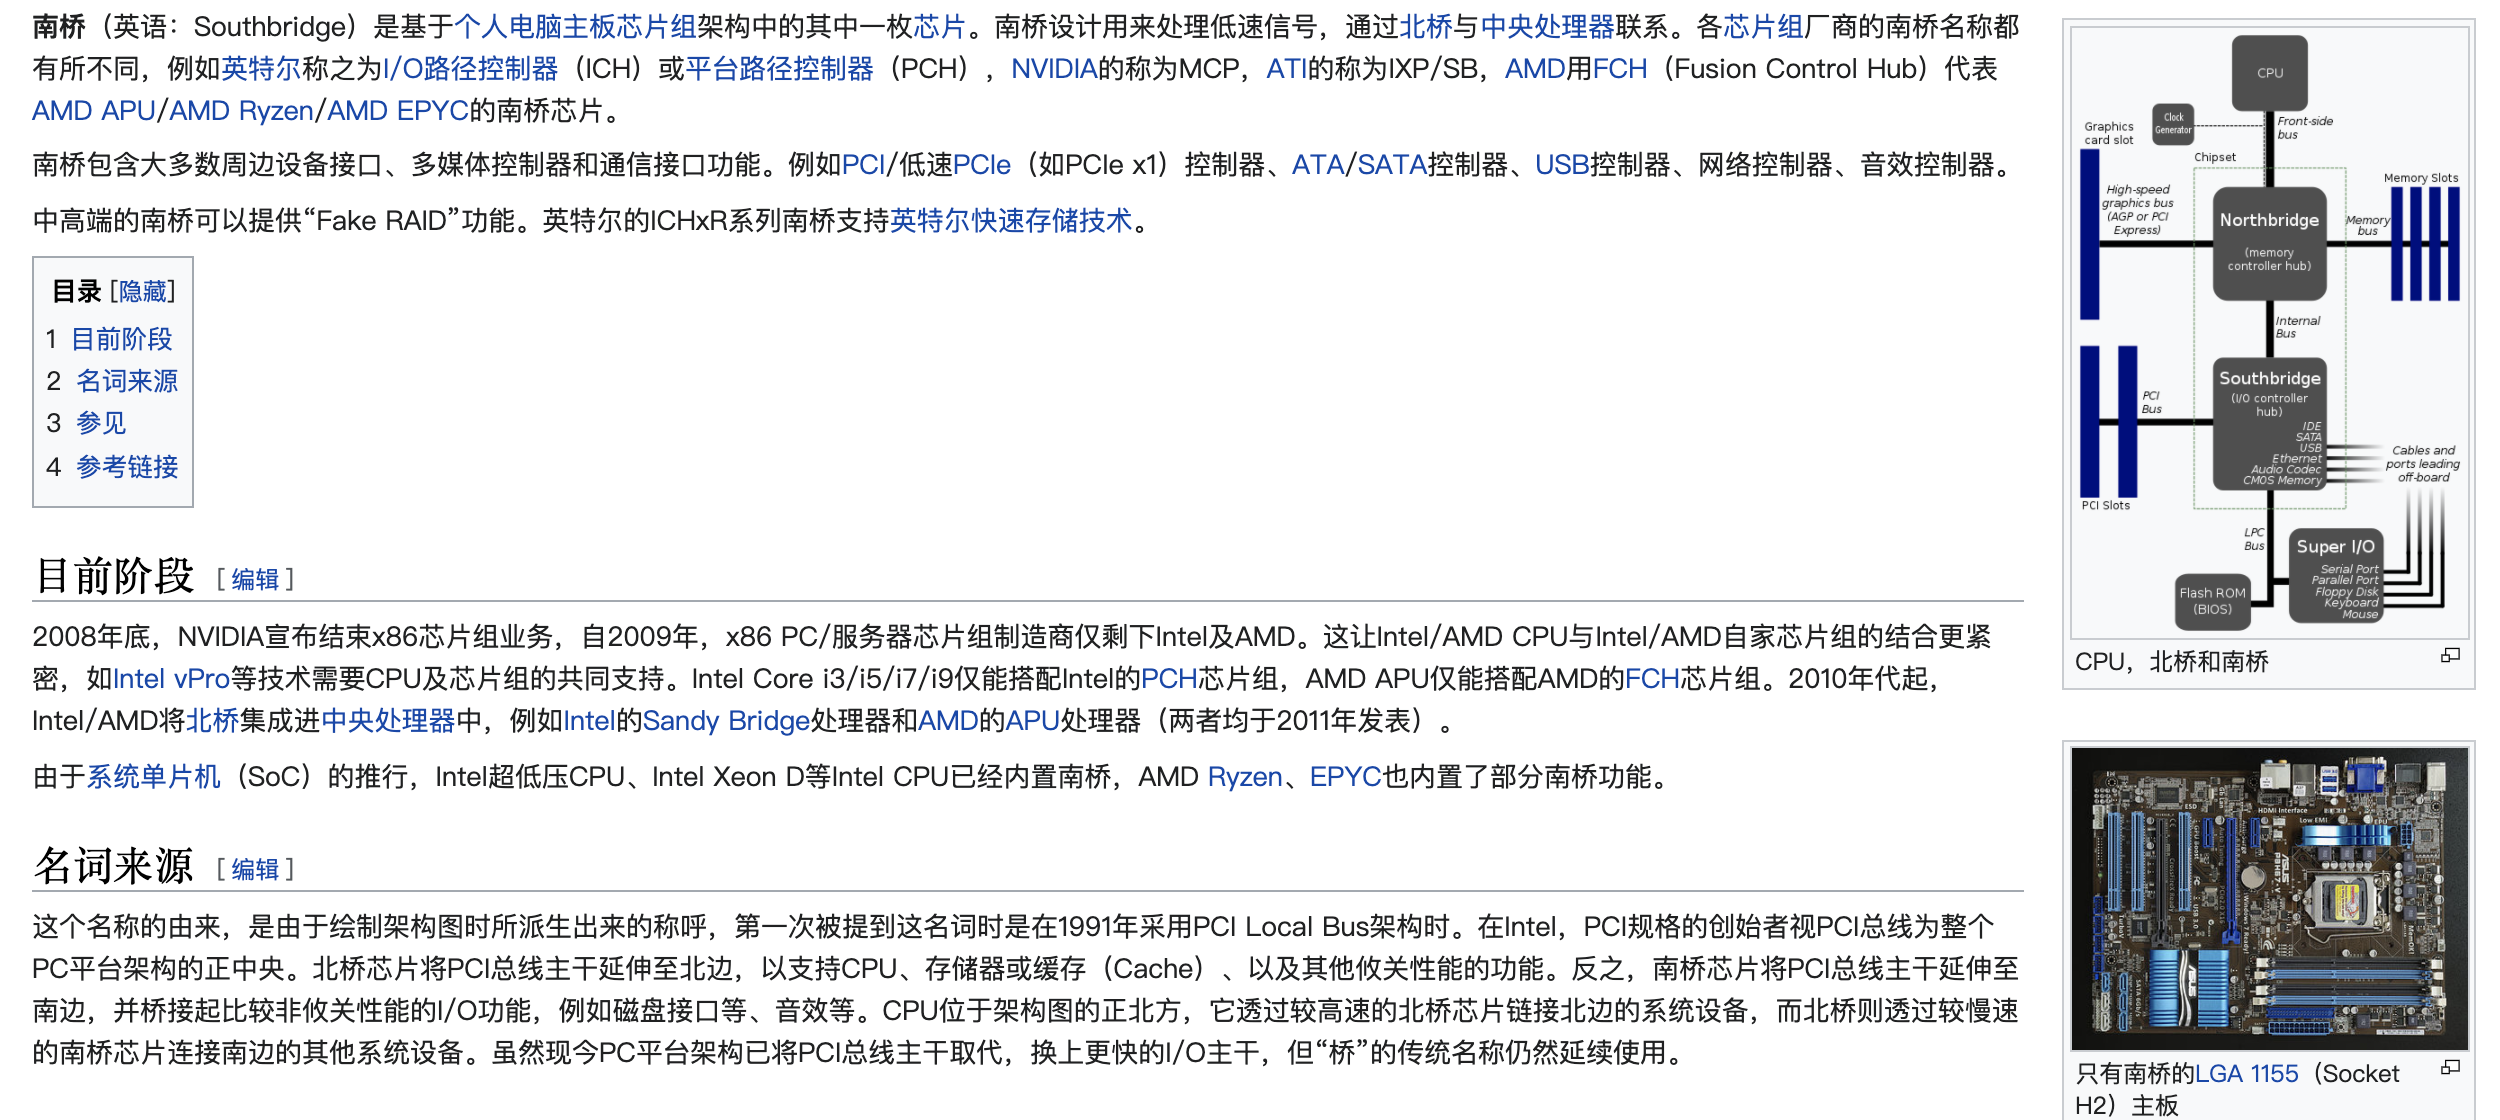 南桥（英语：Southbridge）是基于个人电脑主板芯片组架构中的其中一枚芯片。南桥设计用来处理低速信号，通过北桥与中央处理器联系。各芯片组厂商的南桥名称都
有所不同，例如英特尔称之为I/O路径控制器（ICH）或平台路径控制器（PCH），NVIDIA的称为MCP，ATI的称为IXP/SB，AMD用FCH（Fusion Control Hub）代表
AMD APU/AMD Ryzen/AMD EPYC的南桥芯片。
南桥包含大多数周边设备接口、多媒体控制器和通信接口功能。例如PCI/低速PCIe（如PCIe x1）控制器、ATA/SATA控制器、USB控制器、网络控制器、音效控制器。
中高端的南桥可以提供“Fake RAID”功能。英特尔的ICHxR系列南桥支持英特尔快速存储技术。
目录 [隐藏]
1 目前阶段
2 名词来源
3 参见
4 参考链接
目前阶段 [ 编辑 ]
2008年底，NVIDIA宣布结束x86芯片组业务，自2009年，x86 PC/服务器芯片组制造商仅剩下Intel及AMD。这让Intel/AMD CPU与Intel/AMD自家芯片组的结合更紧
密，如Intel vPro等技术需要CPU及芯片组的共同支持。Intel Core i3/i5/i7/i9仅能搭配Intel的PCH芯片组，AMD APU仅能搭配AMD的FCH芯片组。2010年代起，
Intel/AMD将北桥集成进中央处理器中，例如Intel的Sandy Bridge处理器和AMD的APU处理器（两者均于2011年发表）。
由于系统单片机（SoC）的推行，Intel超低压CPU、Intel Xeon D等Intel CPU已经内置南桥，AMD Ryzen、EPYC也内置了部分南桥功能。
名词来源 [ 编辑 ]
这个名称的由来，是由于绘制架构图时所派生出来的称呼，第一次被提到这名词时是在1991年采用PCI Local Bus架构时。在Intel，PCI规格的创始者视PCI总线为整个
PC平台架构的正中央。北桥芯片将PCI总线主干延伸至北边，以支持CPU、存储器或缓存（Cache）、以及其他攸关性能的功能。反之，南桥芯片将PCI总线主干延伸至
南边，并桥接起比较非攸关性能的I/O功能，例如磁盘接口等、音效等。CPU位于架构图的正北方，它透过较高速的北桥芯片链接北边的系统设备，而北桥则透过较慢速
的南桥芯片连接南边的其他系统设备。虽然现今PC平台架构已将PCI总线主干取代，换上更快的I/O主干，但“桥”的传统名称仍然延续使用。
CPU
Clock
Generator
Front-side
bus
Graphics
card slot
Chipset
High-speed
graphics bus
(AGP or PCI
Express)
Northbridge
(memory
controller hub)
Memory
bus
Memory Slots
Internal
Bus
Southbridge
(I/O controller
hub)
PCI
Bus
IDE
SATA
USB
Ethernet
Audio Codec
CMOS Memory
Cables and
ports leading
off-board
PCI Slots
LPC
Bus
Super I/O
Serial Port
Parallel Port
Floppy Disk
Keyboard
Mouse
Flash ROM
(BIOS)
CPU，北桥和南桥
HDMI Interface
Low EMI
只有南桥的LGA 1155（Socket
H2）主板